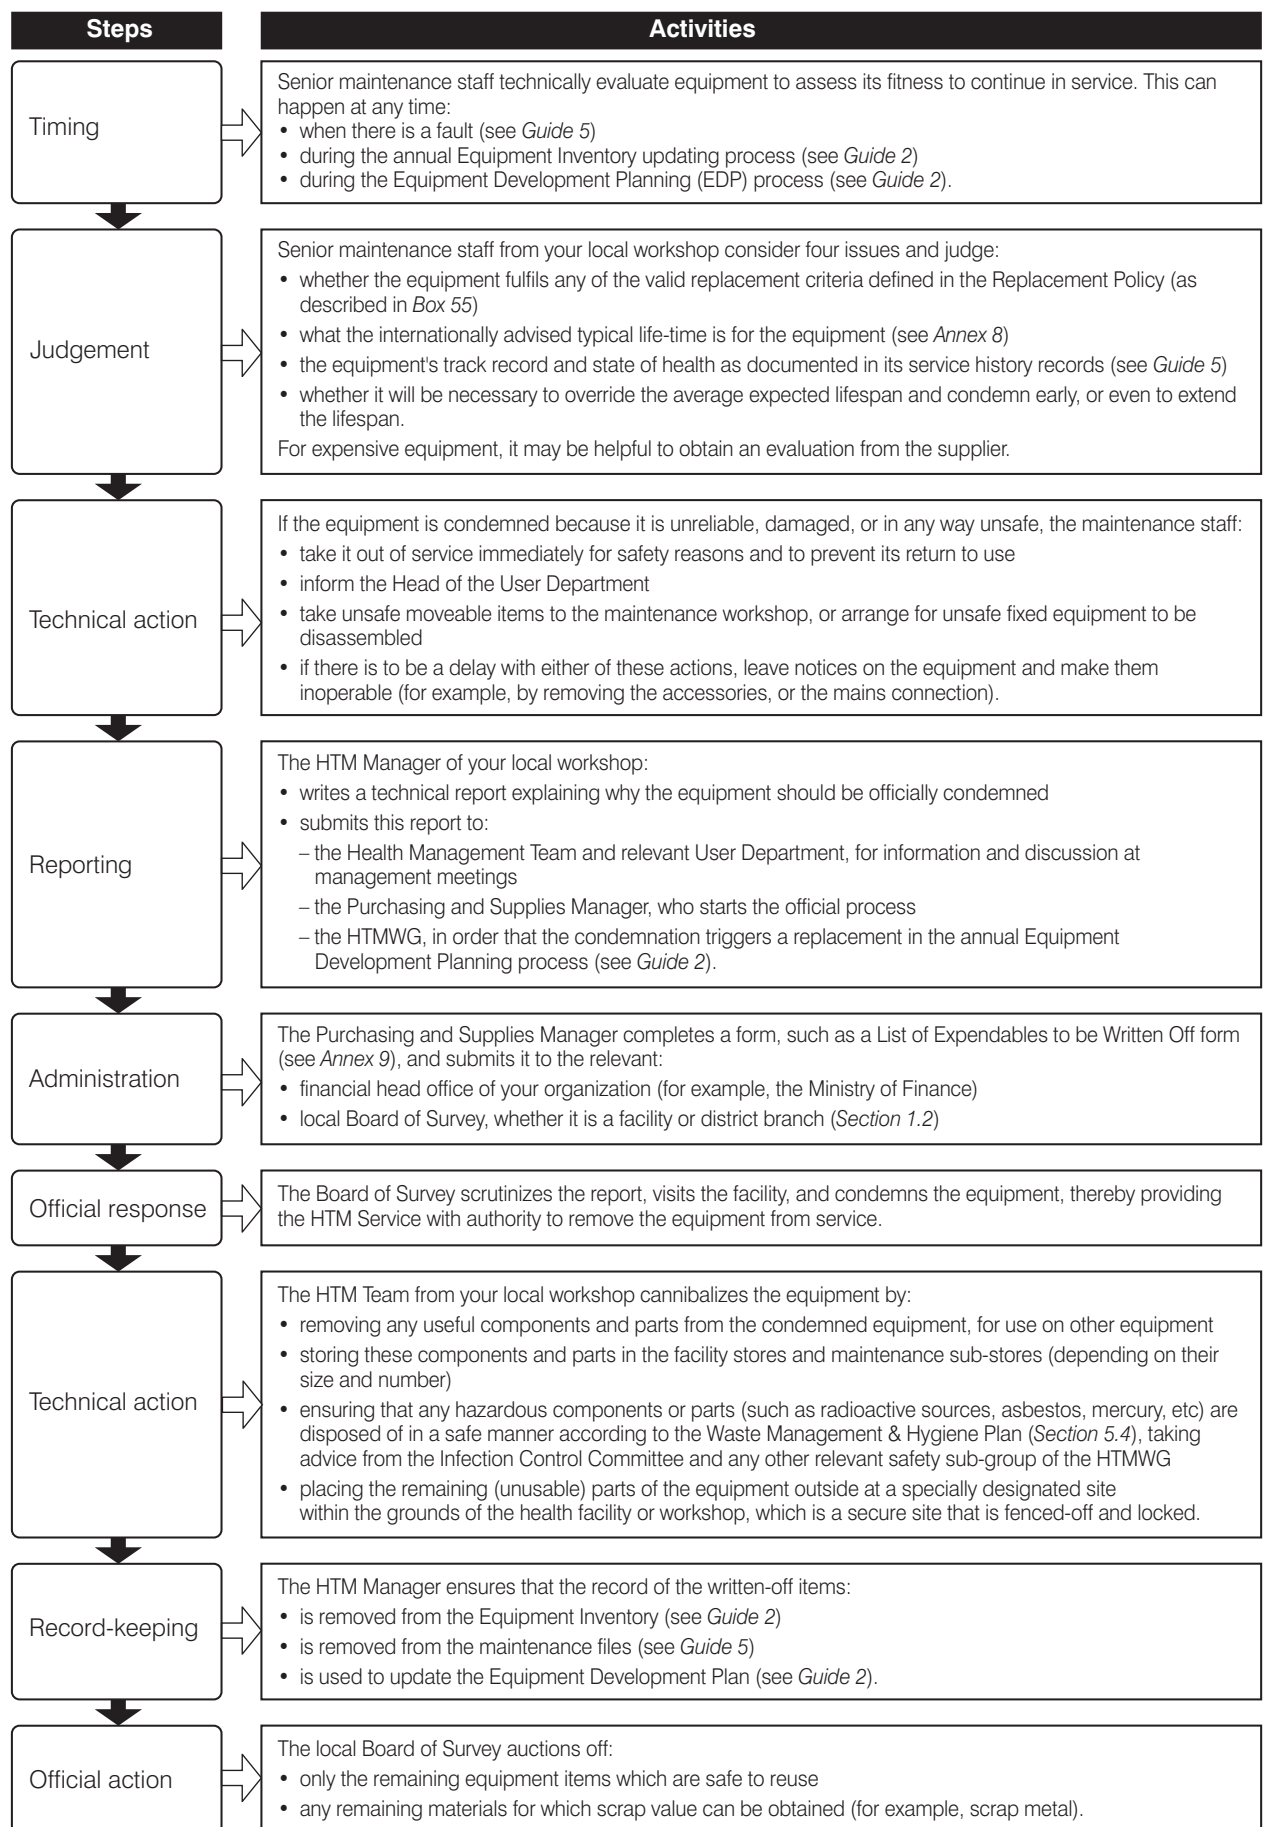 Steps
Activities
Timing
Senior maintenance staff technically evaluate equipment to assess its fitness to continue in service. This can
happen at any time:
• when there is a fault (see Guide 5)
• during the annual Equipment Inventory updating process (see Guide 2)
• during the Equipment Development Planning (EDP) process (see Guide 2).
Judgement
Senior maintenance staff from your local workshop consider four issues and judge:
• whether the equipment fulfils any of the valid replacement criteria defined in the Replacement Policy (as
described in Box 55)
• what the internationally advised typical life-time is for the equipment (see Annex 8)
• the equipment's track record and state of health as documented in its service history records (see Guide 5)
• whether it will be necessary to override the average expected lifespan and condemn early, or even to extend
the lifespan.
For expensive equipment, it may be helpful to obtain an evaluation from the supplier.
Technical action
If the equipment is condemned because it is unreliable, damaged, or in any way unsafe, the maintenance staff:
• take it out of service immediately for safety reasons and to prevent its return to use
• inform the Head of the User Department
• take unsafe moveable items to the maintenance workshop, or arrange for unsafe fixed equipment to be
disassembled
• if there is to be a delay with either of these actions, leave notices on the equipment and make them
inoperable (for example, by removing the accessories, or the mains connection).
Reporting
The HTM Manager of your local workshop:
• writes a technical report explaining why the equipment should be officially condemned
• submits this report to:
– the Health Management Team and relevant User Department, for information and discussion at
management meetings
– the Purchasing and Supplies Manager, who starts the official process
– the HTMWG, in order that the condemnation triggers a replacement in the annual Equipment
Development Planning process (see Guide 2).
Administration
The Purchasing and Supplies Manager completes a form, such as a List of Expendables to be Written Off form
(see Annex 9), and submits it to the relevant:
• financial head office of your organization (for example, the Ministry of Finance)
• local Board of Survey, whether it is a facility or district branch (Section 1.2)
Official response
The Board of Survey scrutinizes the report, visits the facility, and condemns the equipment, thereby providing
the HTM Service with authority to remove the equipment from service.
Technical action
The HTM Team from your local workshop cannibalizes the equipment by:
• removing any useful components and parts from the condemned equipment, for use on other equipment
• storing these components and parts in the facility stores and maintenance sub-stores (depending on their
size and number)
• ensuring that any hazardous components or parts (such as radioactive sources, asbestos, mercury, etc) are
disposed of in a safe manner according to the Waste Management & Hygiene Plan (Section 5.4), taking
advice from the Infection Control Committee and any other relevant safety sub-group of the HTMWG
• placing the remaining (unusable) parts of the equipment outside at a specially designated site
within the grounds of the health facility or workshop, which is a secure site that is fenced-off and locked.
Record-keeping
The HTM Manager ensures that the record of the written-off items:
• is removed from the Equipment Inventory (see Guide 2)
• is removed from the maintenance files (see Guide 5)
• is used to update the Equipment Development Plan (see Guide 2).
Official action
The local Board of Survey auctions off:
• only the remaining equipment items which are safe to reuse
• any remaining materials for which scrap value can be obtained (for example, scrap metal).